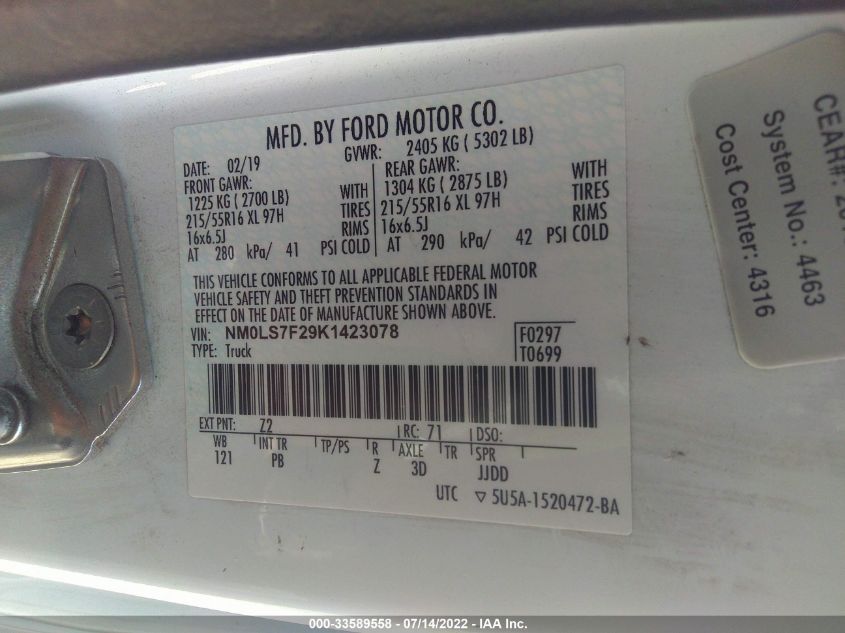 MFD. BY FORD MOTOR CO.
DATE: 02/19 GVWR: 2405 KG ( 5302 LB)
FRONT GAWR: REAR GAWR:
1225 KG ( 2700 LB) WITH 1304 KG ( 2875 LB) WITH
215/55R16 XL 97H TIRES 215/55R16 XL 97H TIRES
16x6.5J RIMS 16x6.5J RIMS
AT 280 kPa/ 41 PSI COLD AT 290 kPa/ 42 PSI COLD
THIS VEHICLE CONFORMS TO ALL APPLICABLE FEDERAL MOTOR
VEHICLE SAFETY AND THEFT PREVENTION STANDARDS IN
EFFECT ON THE DATE OF MANUFACTURE SHOWN ABOVE.
VIN: NM0LS7F29K1423078 F0297
TYPE: Truck T0699
EXT PNT: Z2 RC: 71 DSO:
WB INT TR TP/PS R AXLE TR SPR
121 PB Z 3D JJDD
UTC ▽ 5U5A-1520472-BA
CEAH#:
System No.: 4463
Cost Center: 4316
000-33589558 - 07/14/2022 - IAA Inc.